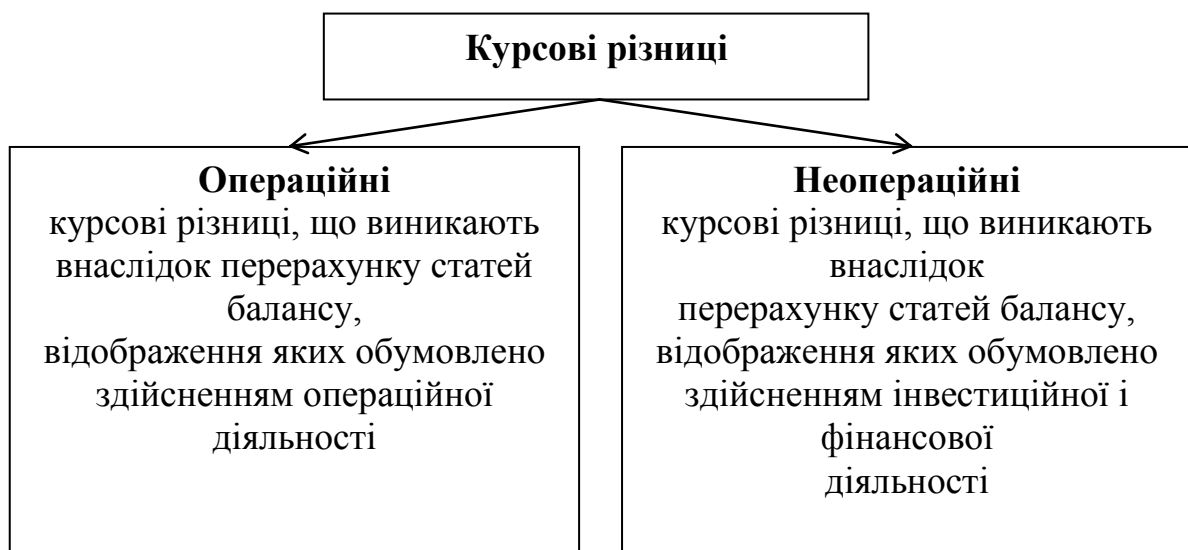 Курсові різниці
Операційні
курсові різниці, що виникають
внаслідок перерахунку статей
балансу,
відображення яких обумовлено
здійсненням операційної
діяльності
Неопераційні
курсові різниці, що виникають
внаслідок
перерахунку статей балансу,
відображення яких обумовлено
здійсненням інвестиційної і
фінансової
діяльності